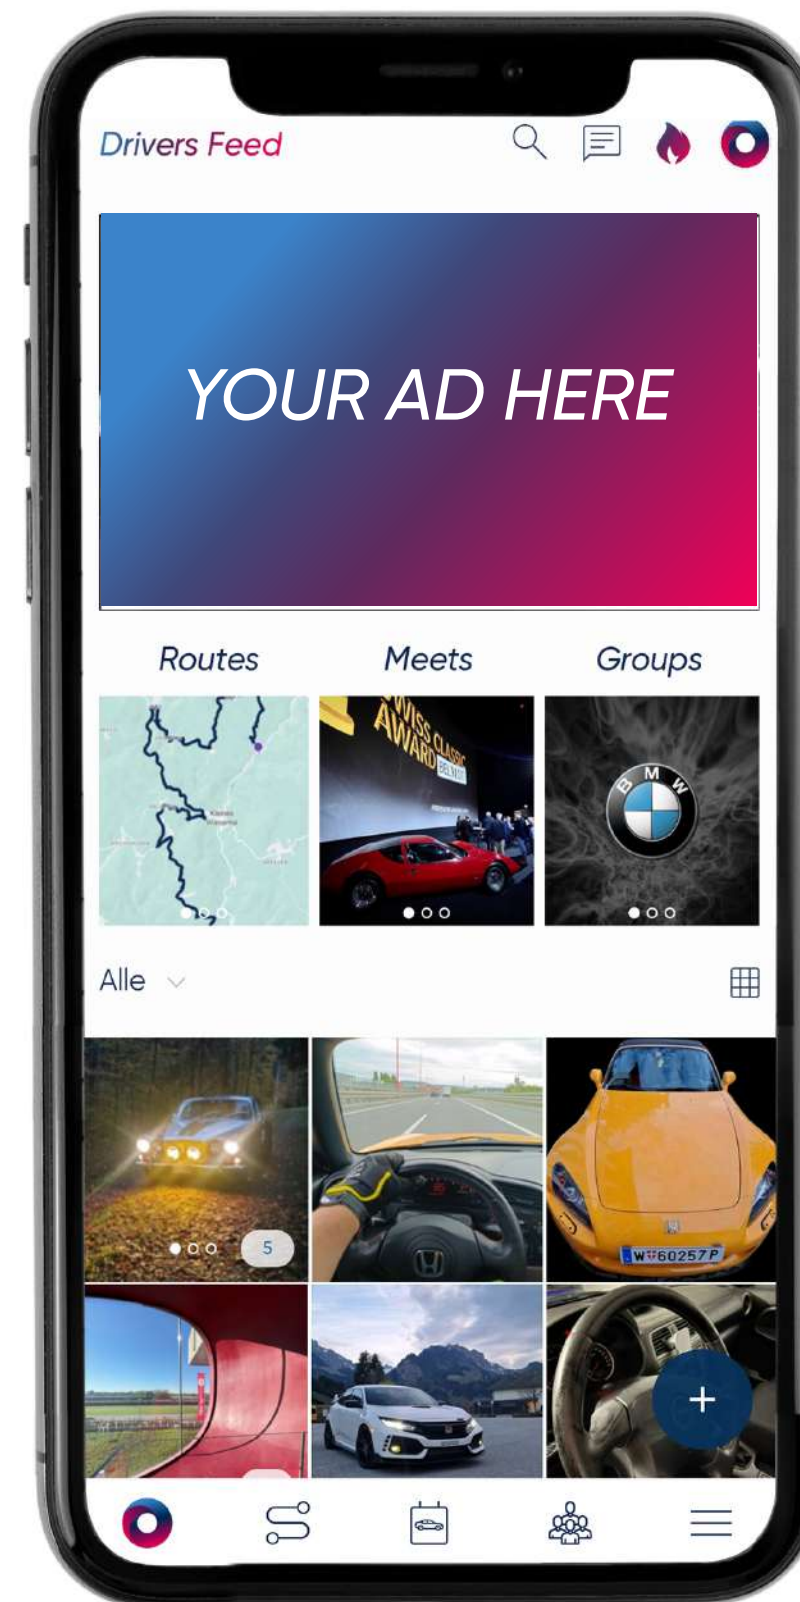 Drivers Feed
YOUR AD HERE
Routes
Meets
Groups
SWISS CLASSIC
AWARD
BMW
Alle
5
W 60257P
+